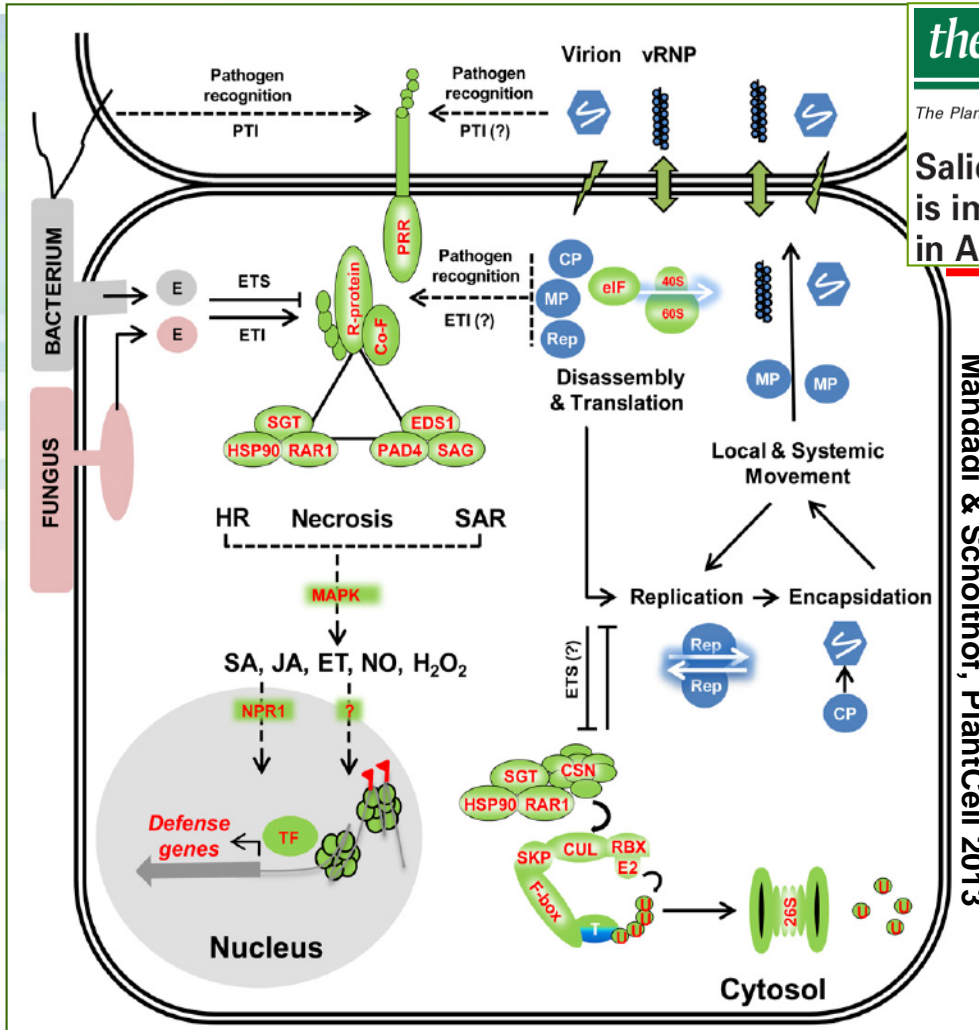 Pathogen
recognition
PTI
Pathogen
recognition
PTI (?)
Virion vRNP
the
The Plan
Salic
is im
in A
BACTERIUM
FUNGUS
E
E
ETS
ETI
PRR
R-protein
Co-F
Pathogen
recognition
ETI (?)
CP
MP
Rep
eIF
40S
60S
Disassembly
& Translation
SGT
HSP90
RAR1
EDS1
PAD4
SAG
MP
MP
Local & Systemic
Movement
HR Necrosis SAR
MAPK
SA, JA, ET, NO, H₂O₂
NPR1
?
Replication
Encapsidation
Rep
Rep
CP
ETS (?)
Defense
genes
TF
Nucleus
SGT
CSN
HSP90
RAR1
SKP
CUL
RBX
E2
F-box
T
U
U
U
U
26S
U
U
U
U
Cytosol
Mandadi & Scholthof, PlantCell 2013